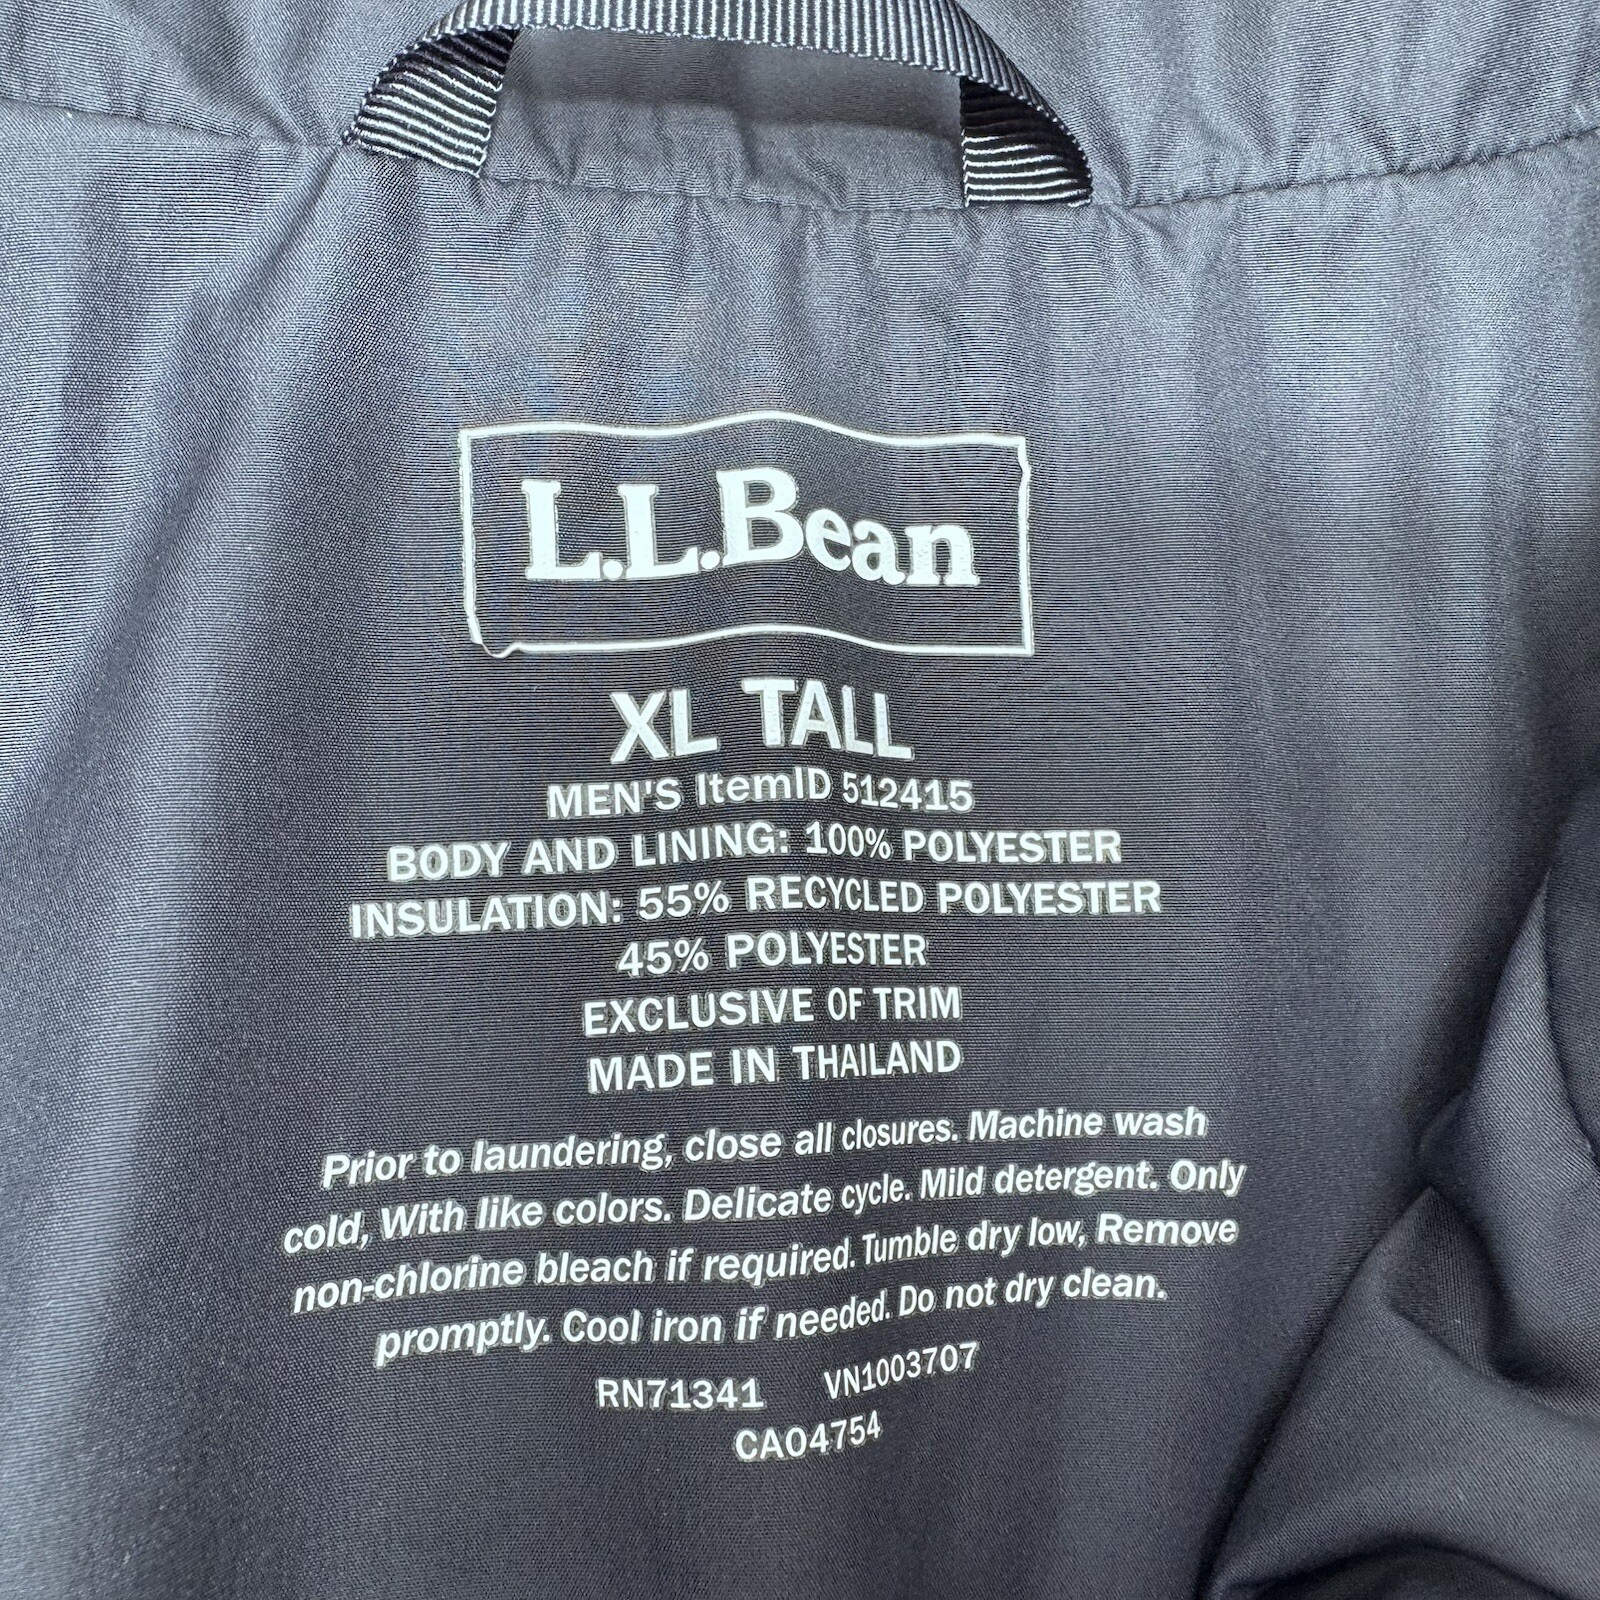 L.L.Bean
XL TALL
MEN'S ItemID 512415
BODY AND LINING: 100% POLYESTER
INSULATION: 55% RECYCLED POLYESTER
45% POLYESTER
EXCLUSIVE OF TRIM
MADE IN THAILAND
Prior to laundering, close all closures. Machine wash
cold, With like colors. Delicate cycle. Mild detergent. Only
non-chlorine bleach if required. Tumble dry low, Remove
promptly. Cool iron if needed. Do not dry clean.
RN71341 VN1003707
CA04754